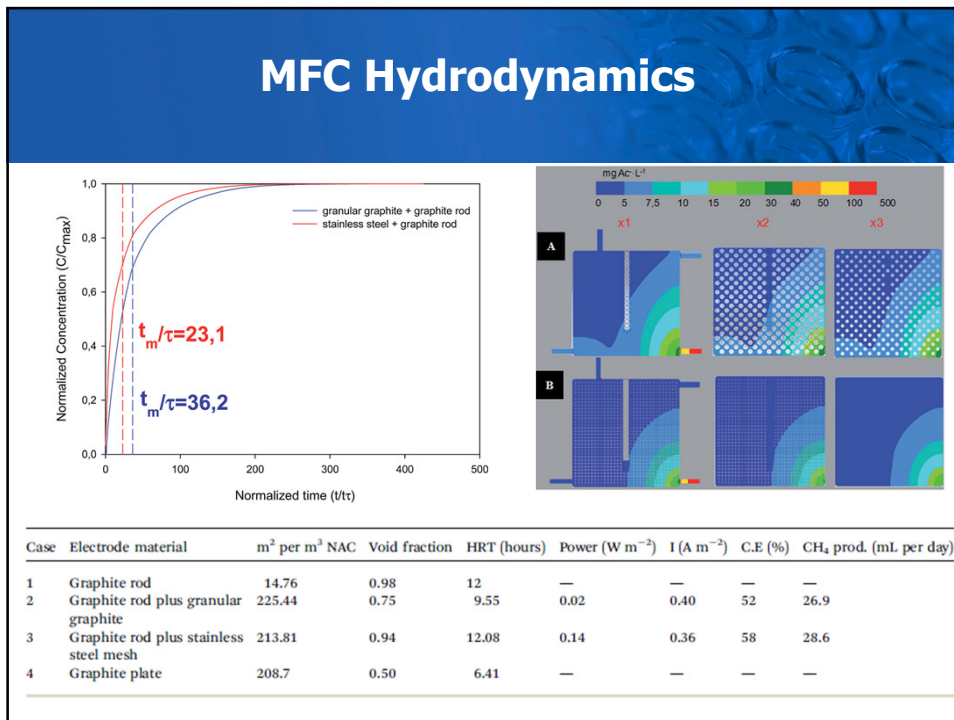 MFC Hydrodynamics
1,0
0,8
0,6
0,4
0,2
0,0
Normalized Concentration (C/Cmax)
granular graphite + graphite rod
stainless steel + graphite rod
tm/τ=23,1
tm/τ=36,2
0 100 200 300 400 500
Normalized time (t/tτ)
mg Ac- L-1
0 5 7,5 10 15 20 30 40 50 100 500
x1 x2 x3
A
B
Case Electrode material m2 per m3 NAC Void fraction HRT (hours) Power (W m−2) I (A m−2) C.E (%) CH4 prod. (mL per day)
1 Graphite rod 14.76 0.98 12 — — — —
2 Graphite rod plus granular 225.44 0.75 9.55 0.02 0.40 52 26.9
graphite
3 Graphite rod plus stainless 213.81 0.94 12.08 0.14 0.36 58 28.6
steel mesh
4 Graphite plate 208.7 0.50 6.41 — — — —